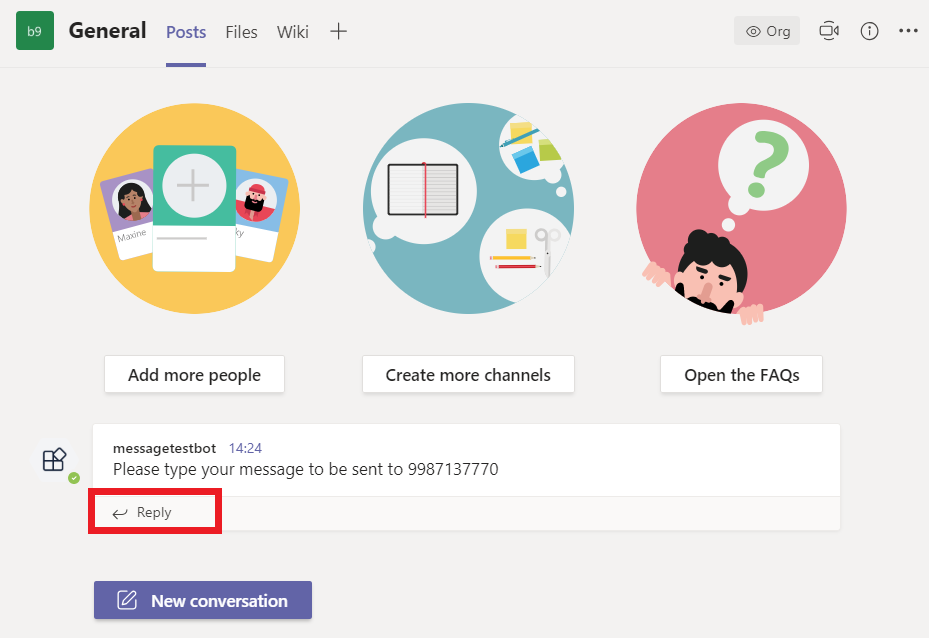 b9 General Posts Files Wiki Org
Maxine ky
Add more people Create more channels Open the FAQs
messagetestbot 14:24
Please type your message to be sent to 9987137770
Reply
New conversation